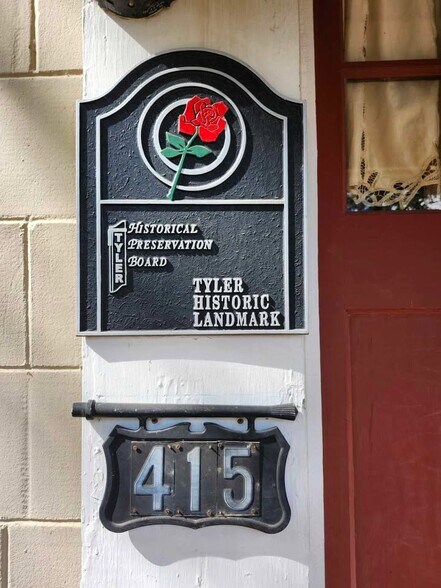 HISTORICAL
PRESERVATION
BOARD
TYLER
TYLER
HISTORIC
LANDMARK
415